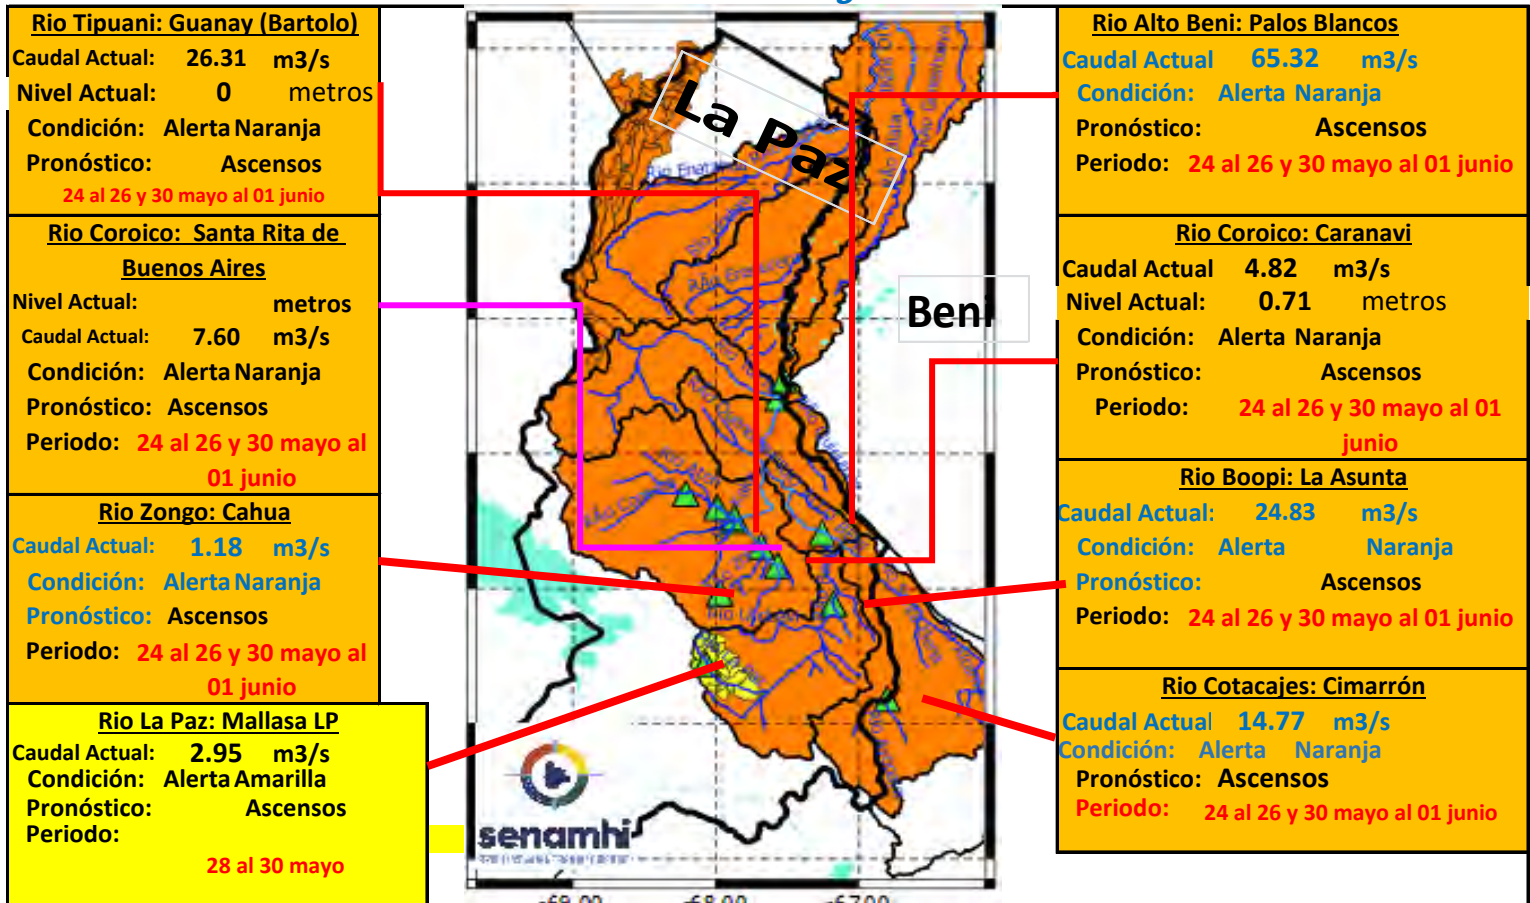 Rio Tipuani: Guanay (Bartolo)
Caudal Actual: 26.31 m3/s
Nivel Actual: 0 metros
Condición: Alerta Naranja
Pronóstico: Ascensos
24 al 26 y 30 mayo al 01 junio
Rio Coroico: Santa Rita de
Buenos Aires
Nivel Actual: metros
Caudal Actual: 7.60 m3/s
Condición: Alerta Naranja
Pronóstico: Ascensos
Periodo: 24 al 26 y 30 mayo al
01 junio
Rio Zongo: Cahua
Caudal Actual: 1.18 m3/s
Condición: Alerta Naranja
Pronóstico: Ascensos
Periodo: 24 al 26 y 30 mayo al
01 junio
Rio La Paz: Mallasa LP
Caudal Actual: 2.95 m3/s
Condición: Alerta Amarilla
Pronóstico: Ascensos
Periodo:
28 al 30 mayo
La Paz
Beni
senamhi
-69.00 -68.00 -67.00
Rio Alto Beni: Palos Blancos
Caudal Actual 65.32 m3/s
Condición: Alerta Naranja
Pronóstico: Ascensos
Periodo: 24 al 26 y 30 mayo al 01 junio
Rio Coroico: Caranavi
Caudal Actual 4.82 m3/s
Nivel Actual: 0.71 metros
Condición: Alerta Naranja
Pronóstico: Ascensos
Periodo: 24 al 26 y 30 mayo al 01
junio
Rio Boopi: La Asunta
Caudal Actual: 24.83 m3/s
Condición: Alerta Naranja
Pronóstico: Ascensos
Periodo: 24 al 26 y 30 mayo al 01 junio
Rio Cotacajes: Cimarrón
Caudal Actual 14.77 m3/s
Condición: Alerta Naranja
Pronóstico: Ascensos
Periodo: 24 al 26 y 30 mayo al 01 junio